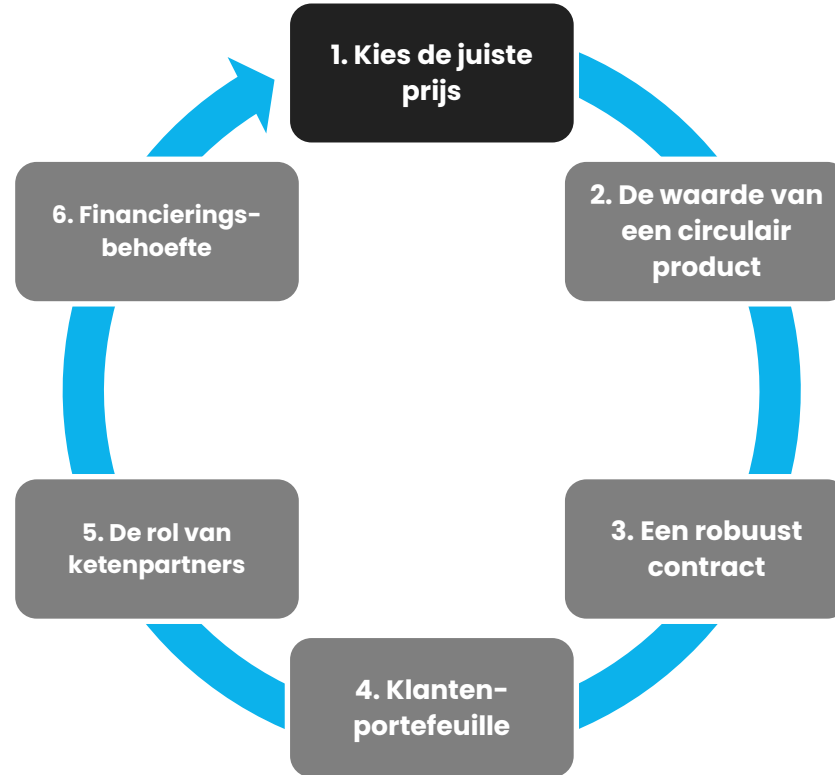 1. Kies de juiste
prijs
2. De waarde van
een circulair
product
3. Een robuust
contract
4. Klanten-
portefeuille
5. De rol van
ketenpartners
6. Financierings-
behoefte